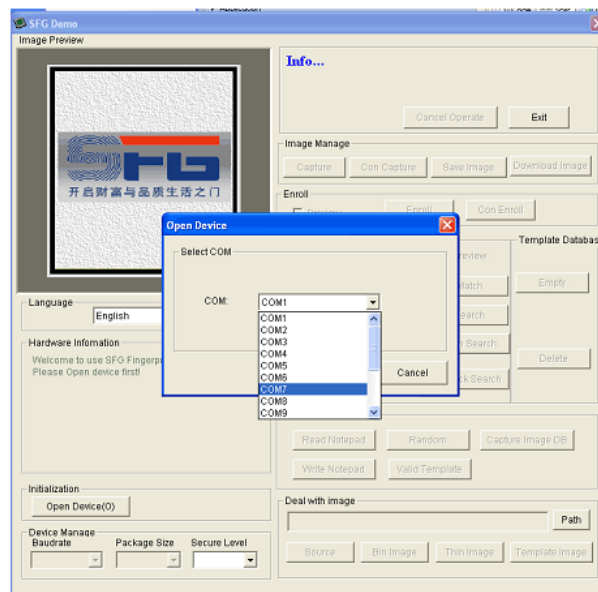 SFG Demo
Image Preview
Info...
Cancel Operate
Exit
Image Manage
Capture
Con Capture
Save Image
Download Image
SFG
开启财富与品质生活之门
Enroll
Enroll
Con Enroll
Open Device
Select COM
COM:
COM1
COM1
COM2
COM3
COM4
COM5
COM6
COM7
COM8
COM9
Cancel
Template Databas
Empty
Delete
Language
English
Hardware Infomation
Welcome to use SFG Fingerp
Please Open device first!
Read Notepad
Random
Capture Image DB
Write Notepad
Valid Template
Initialization
Open Device(O)
Device Manage
Baudrate
Package Size
Secure Level
Deal with image
Path
Source
Bin Image
Thin Image
Template Image